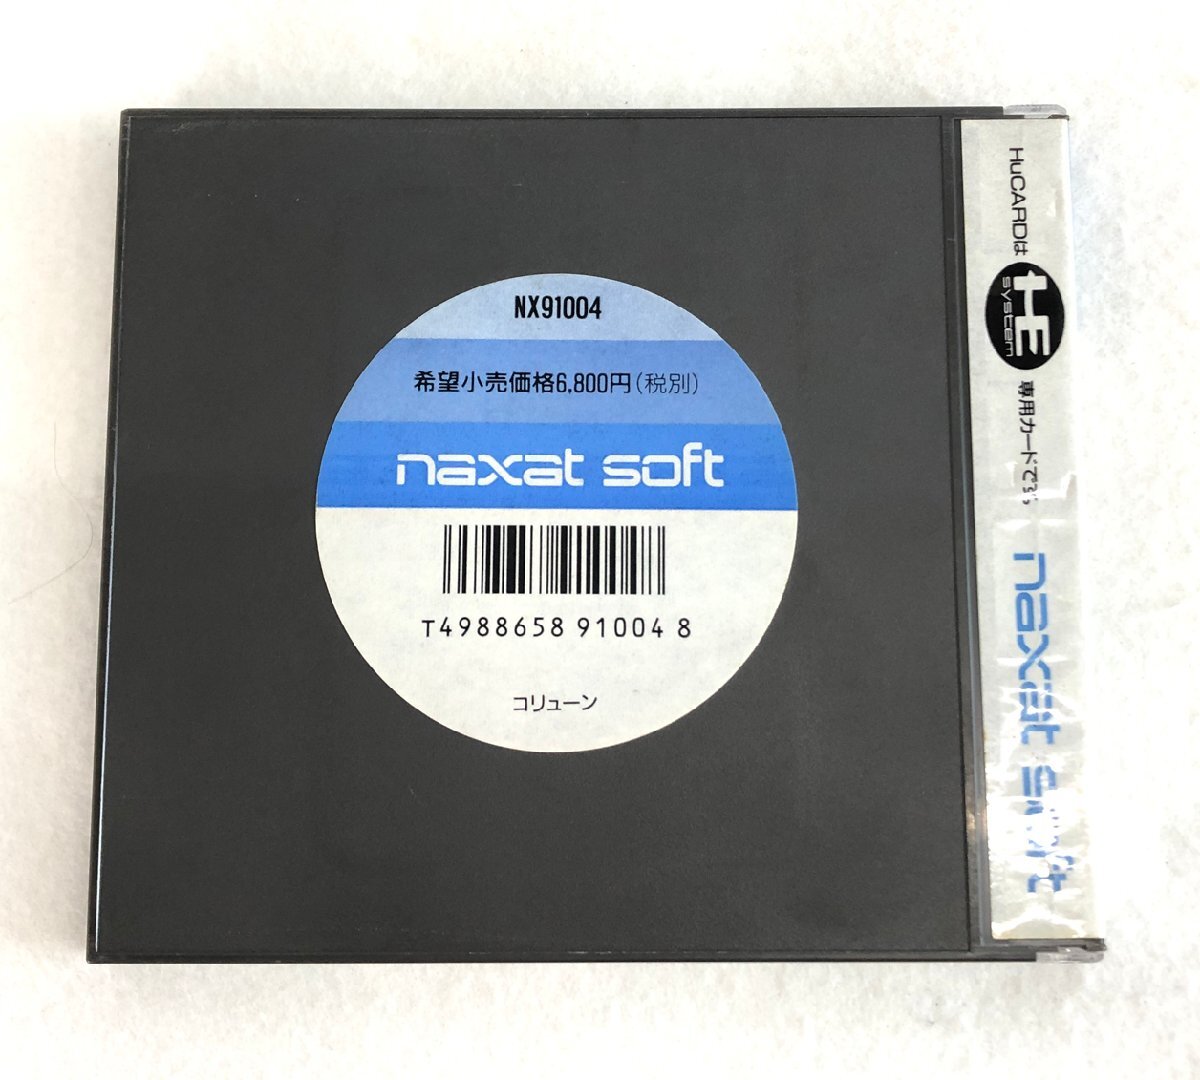 NX91004
希望小売価格6,800円(税別)
naxat soft
T4988658 910048
コリューン
HuCARDは
HE
system
専用カードです。
naxat soft